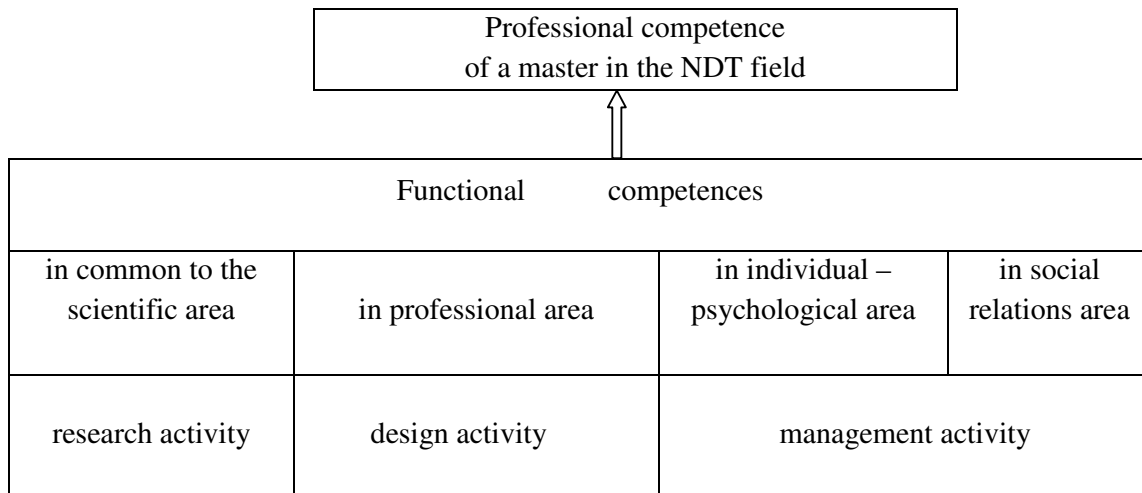 Professional competence
of a master in the NDT field
Functional competences
in common to the
scientific area
in professional area
in individual –
psychological area
in social
relations area
research activity
design activity
management activity